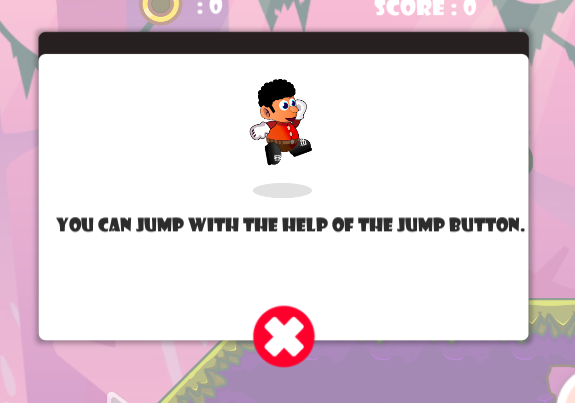 : 0
SCORE : 0
YOU CAN JUMP WITH THE HELP OF THE JUMP BUTTON.